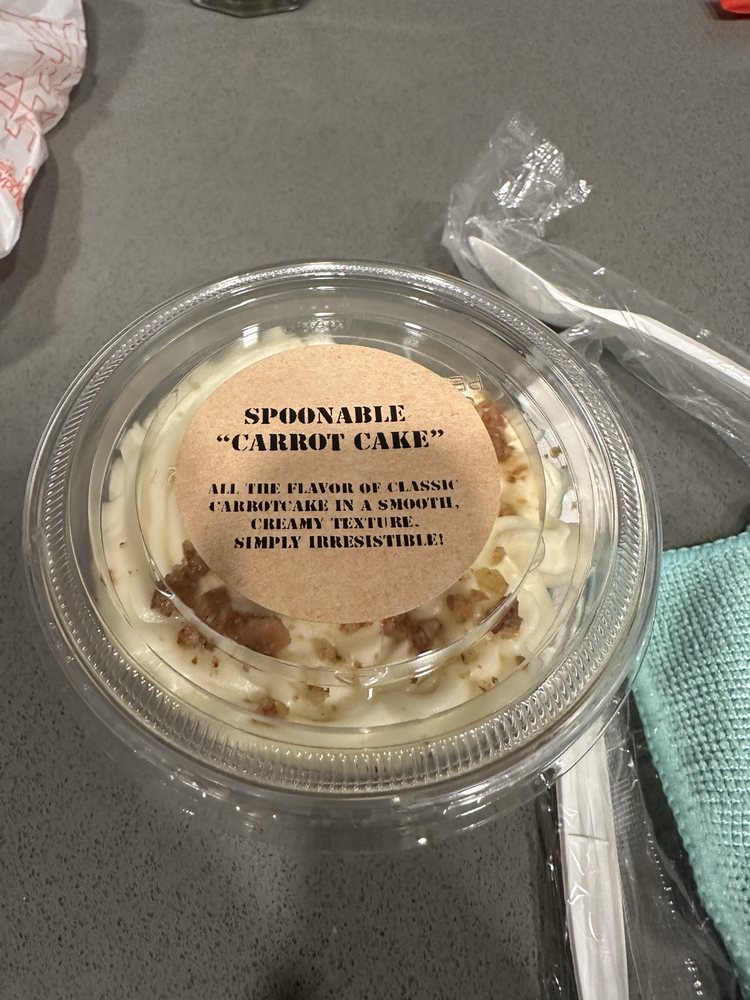 SPOONABLE
“CARROT CAKE”
ALL THE FLAVOR OF CLASSIC
CARROTCAKE IN A SMOOTH,
CREAMY TEXTURE.
SIMPLY IRRESISTIBLE!